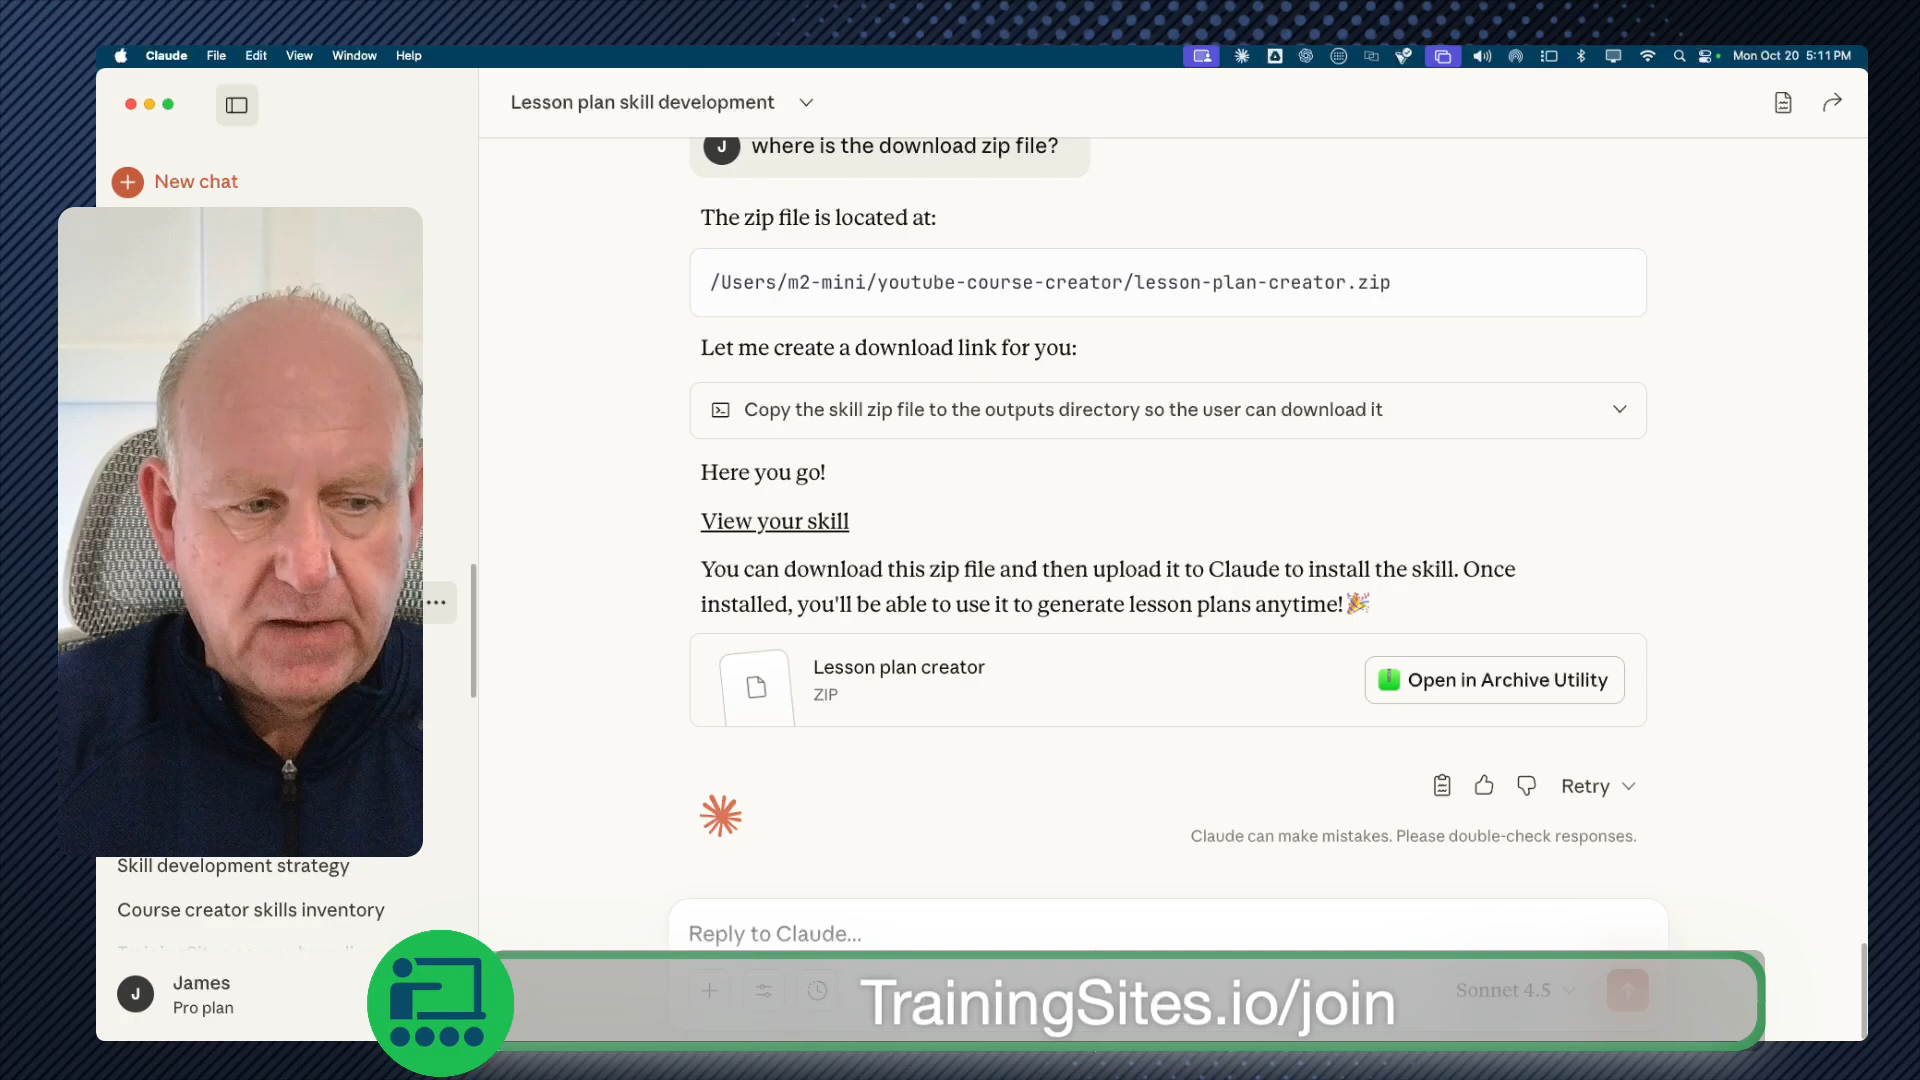 Claude File Edit View Window Help
Mon Oct 20 5:11 PM
Lesson plan skill development
New chat
J where is the download zip file?
The zip file is located at:
/Users/m2-mini/youtube-course-creator/lesson-plan-creator.zip
Let me create a download link for you:
Copy the skill zip file to the outputs directory so the user can download it
Here you go!
View your skill
You can download this zip file and then upload it to Claude to install the skill. Once
installed, you'll be able to use it to generate lesson plans anytime!🎉
Lesson plan creator
ZIP
Open in Archive Utility
Retry
Claude can make mistakes. Please double-check responses.
Skill development strategy
Course creator skills inventory
J James
Pro plan
Reply to Claude...
Sonnet 4.5
TrainingSites.io/join